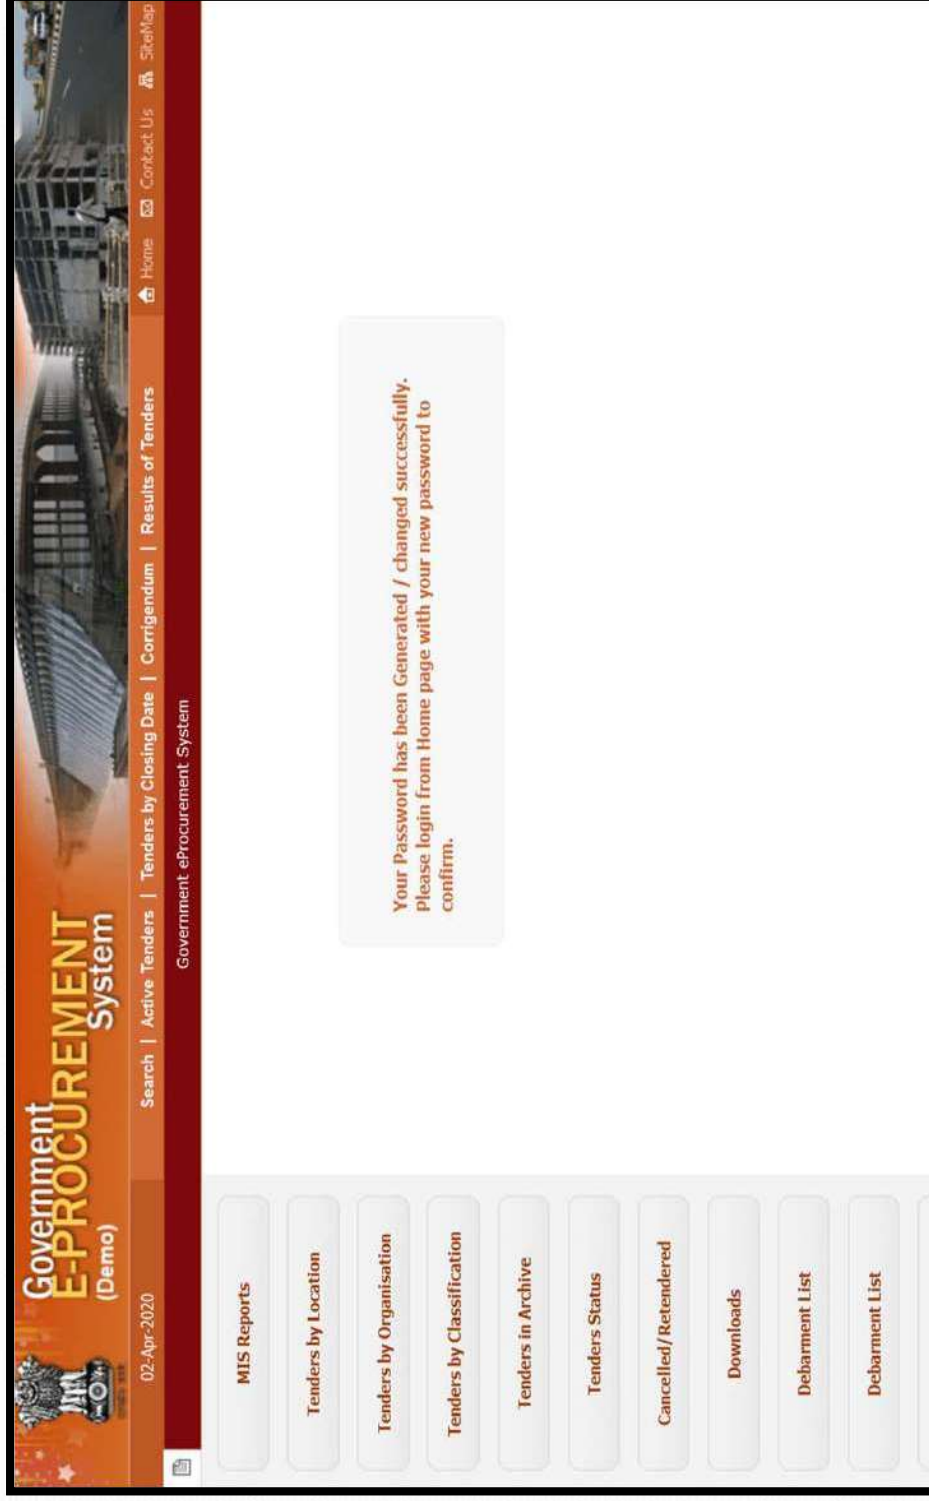 Government
E-PROCUREMENT
System
(Demo)
02-Apr-2020
Search | Active Tenders | Tenders by Closing Date | Corrigendum | Results of Tenders
Home Contact Us SiteMap
Government eProcurement System
MIS Reports
Tenders by Location
Tenders by Organisation
Tenders by Classification
Tenders in Archive
Tenders Status
Cancelled/Retendered
Downloads
Debarment List
Debarment List
Your Password has been Generated / changed successfully.
Please login from Home page with your new password to
confirm.